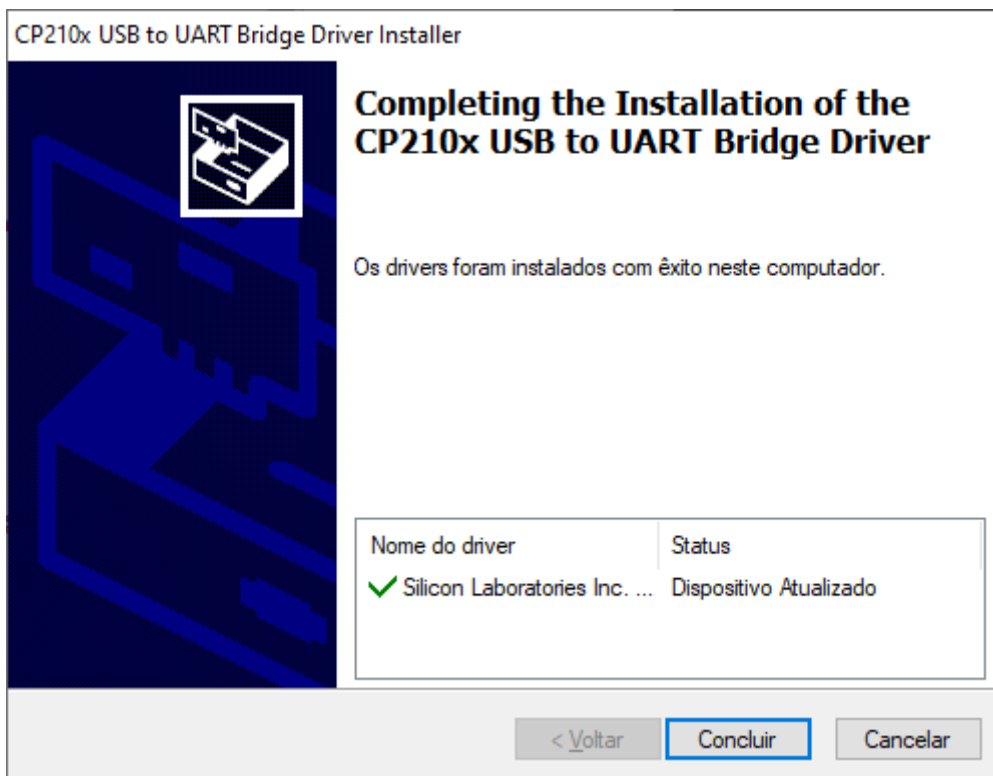 CP210x USB to UART Bridge Driver Installer
Completing the Installation of the
CP210x USB to UART Bridge Driver
Os drivers foram instalados com êxito neste computador.
Nome do driver Status
Silicon Laboratories Inc. ... Dispositivo Atualizado
< Voltar Concluir Cancelar